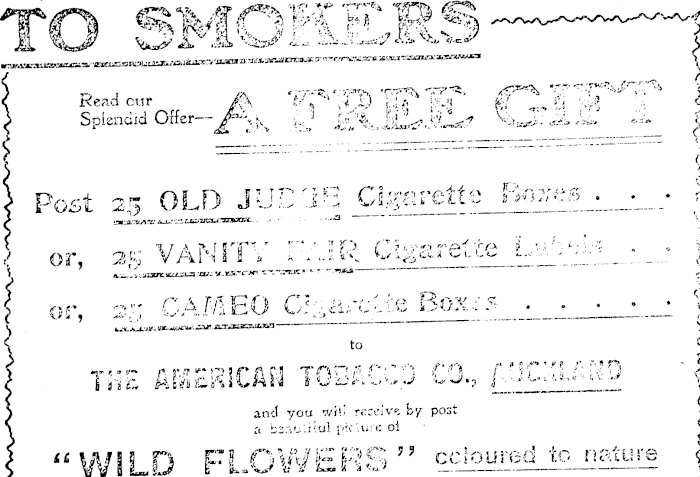 TO SMOKERS
Read our
Splendid Offer—
A FREE GIFT
Post 25 OLD JUDGE Cigarette Boxes . . .
or, 25 VANITY FAIR Cigarette Labels . .
or, 25 CAMEO Cigarette Boxes . . . . . .
to
THE AMERICAN TOBACCO CO., AUCKLAND
and you will receive by post
a beautiful picture of
"WILD FLOWERS" coloured to nature